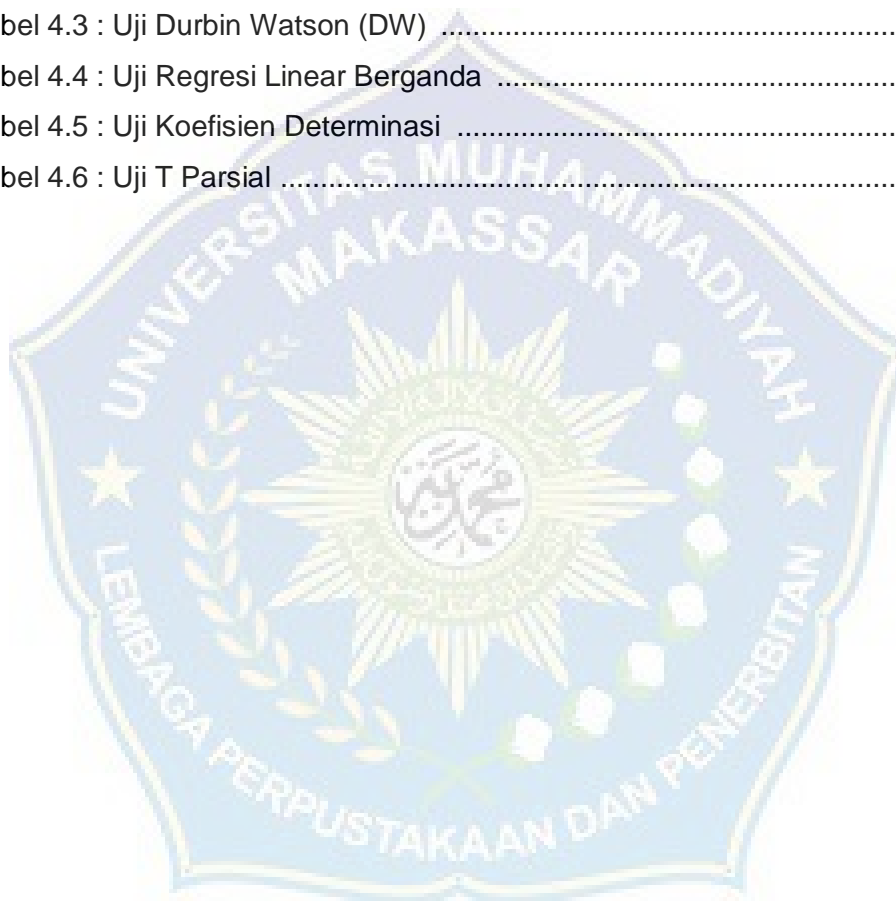 bel 4.3 : Uji Durbin Watson (DW) ........................................................
bel 4.4 : Uji Regresi Linear Berganda .................................................
bel 4.5 : Uji Koefisien Determinasi ......................................................
bel 4.6 : Uji T Parsial ............................................................................
UNIVERSITAS MUHAMMADIYAH
MAKASSAR
محمد
LEMBAGA PERPUSTAKAAN DAN PENERBITAN